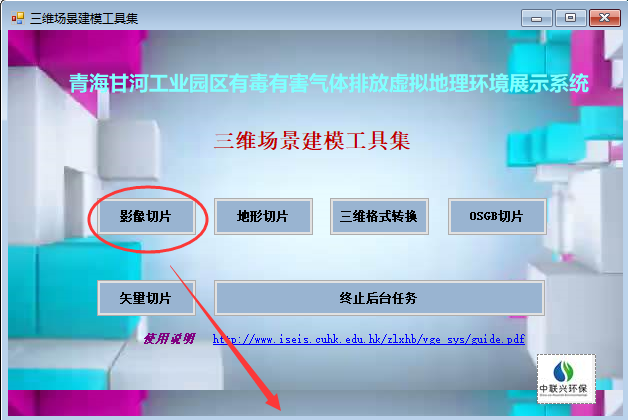 三维场景建模工具集
青海甘河工业园区有毒有害气体排放虚拟地理环境展示系统
三维场景建模工具集
影像切片 地形切片 三维格式转换 OSGB切片
矢量切片 终止后台任务
使用说明 http://www.iseis.cuhk.edu.hk/zlxhb/vge_sys/guide.pdf
中联兴环保